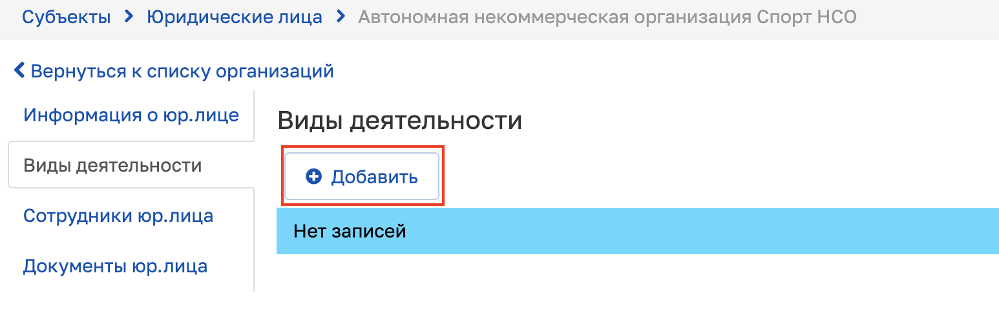 Субъекты > Юридические лица > Автономная некоммерческая организация Спорт НСО
Вернуться к списку организаций
Информация о юр.лице
Виды деятельности
Сотрудники юр.лица
Документы юр.лица
Виды деятельности
Добавить
Нет записей